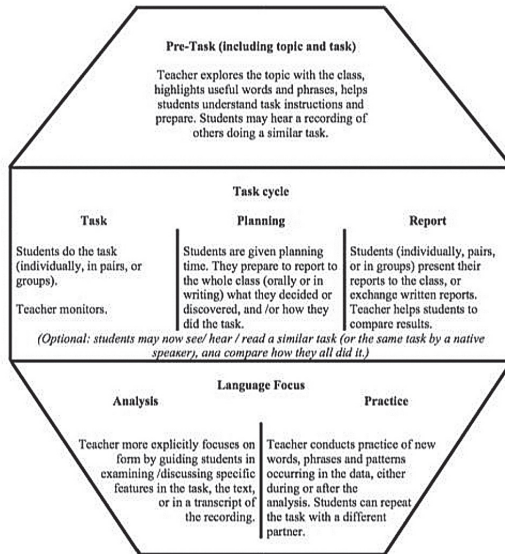 Pre-Task (including topic and task)
Teacher explores the topic with the class,
highlights useful words and phrases, helps
students understand task instructions and
prepare. Students may hear a recording of
others doing a similar task.
Task cycle
Task
Students do the task
(individually, in pairs, or
groups).
Teacher monitors.
Planning
Students are given planning
time. They prepare to report to
the whole class (orally or in
writing) what they decided or
discovered, and /or how they
did the task.
Report
Students (individually, pairs,
or in groups) present their
reports to the class, or
exchange written reports.
Teacher helps students to
compare results.
(Optional: students may now see/ hear / read a similar task (or the same task by a native
speaker), ana compare how they all did it.)
Language Focus
Analysis
Teacher more explicitly focuses on
form by guiding students in
examining /discussing specific
features in the task, the text,
or in a transcript of
the recording.
Practice
Teacher conducts practice of new
words, phrases and patterns
occurring in the data, either
during or after the
analysis. Students can repeat
the task with a different
partner.